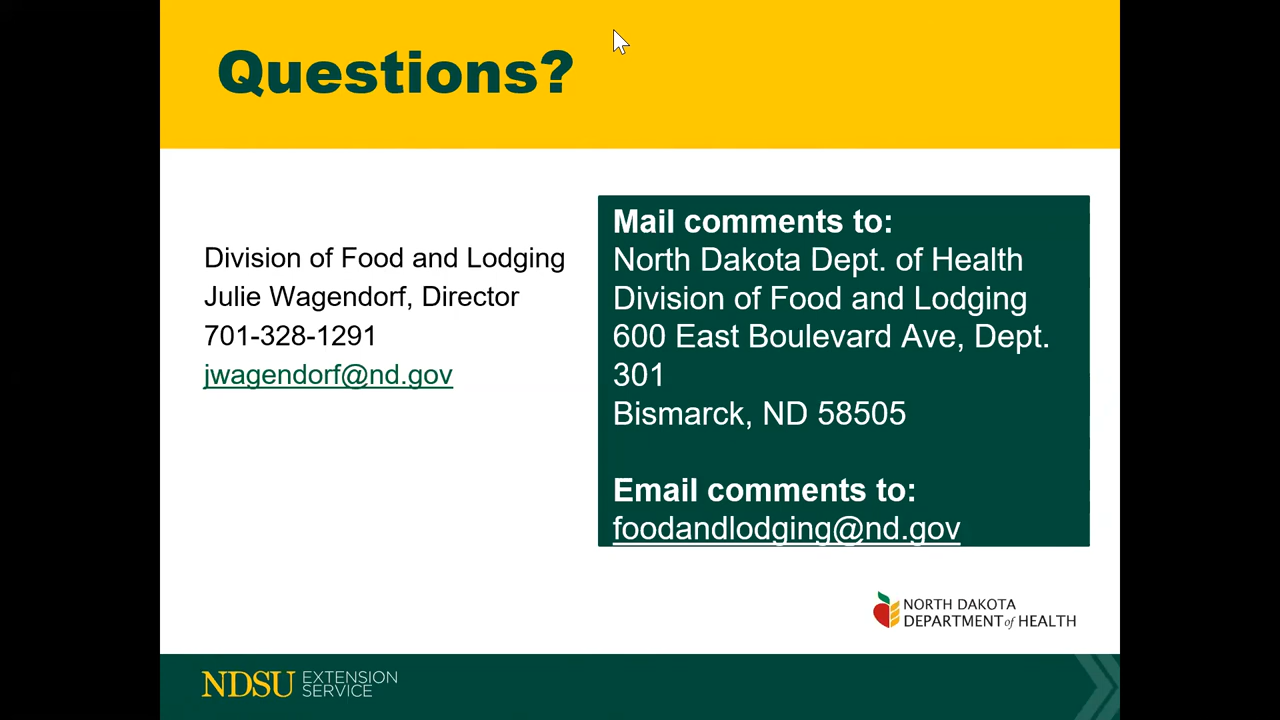 Questions?
Division of Food and Lodging
Julie Wagendorf, Director
701-328-1291
jwagendorf@nd.gov
Mail comments to:
North Dakota Dept. of Health
Division of Food and Lodging
600 East Boulevard Ave, Dept.
301
Bismarck, ND 58505
Email comments to:
foodandlodging@nd.gov
NORTH DAKOTA
DEPARTMENT of HEALTH
NDSU EXTENSION
SERVICE